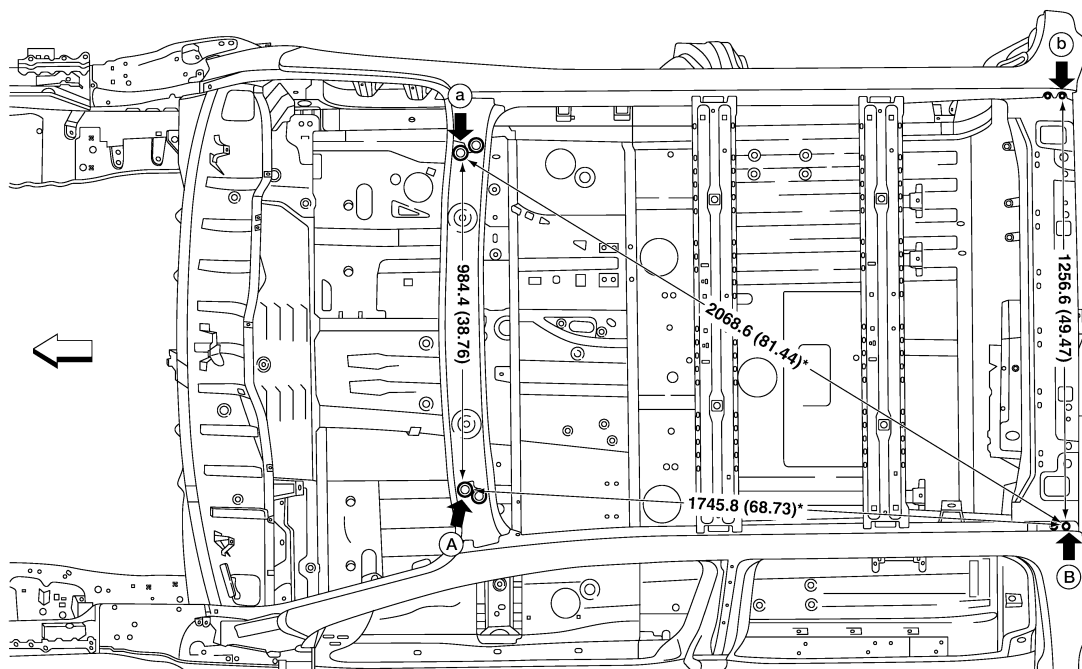 b
a
984.4 (38.76)
1256.6 (49.47)
2068.6 (81.44)*
1745.8 (68.73)*
A
B